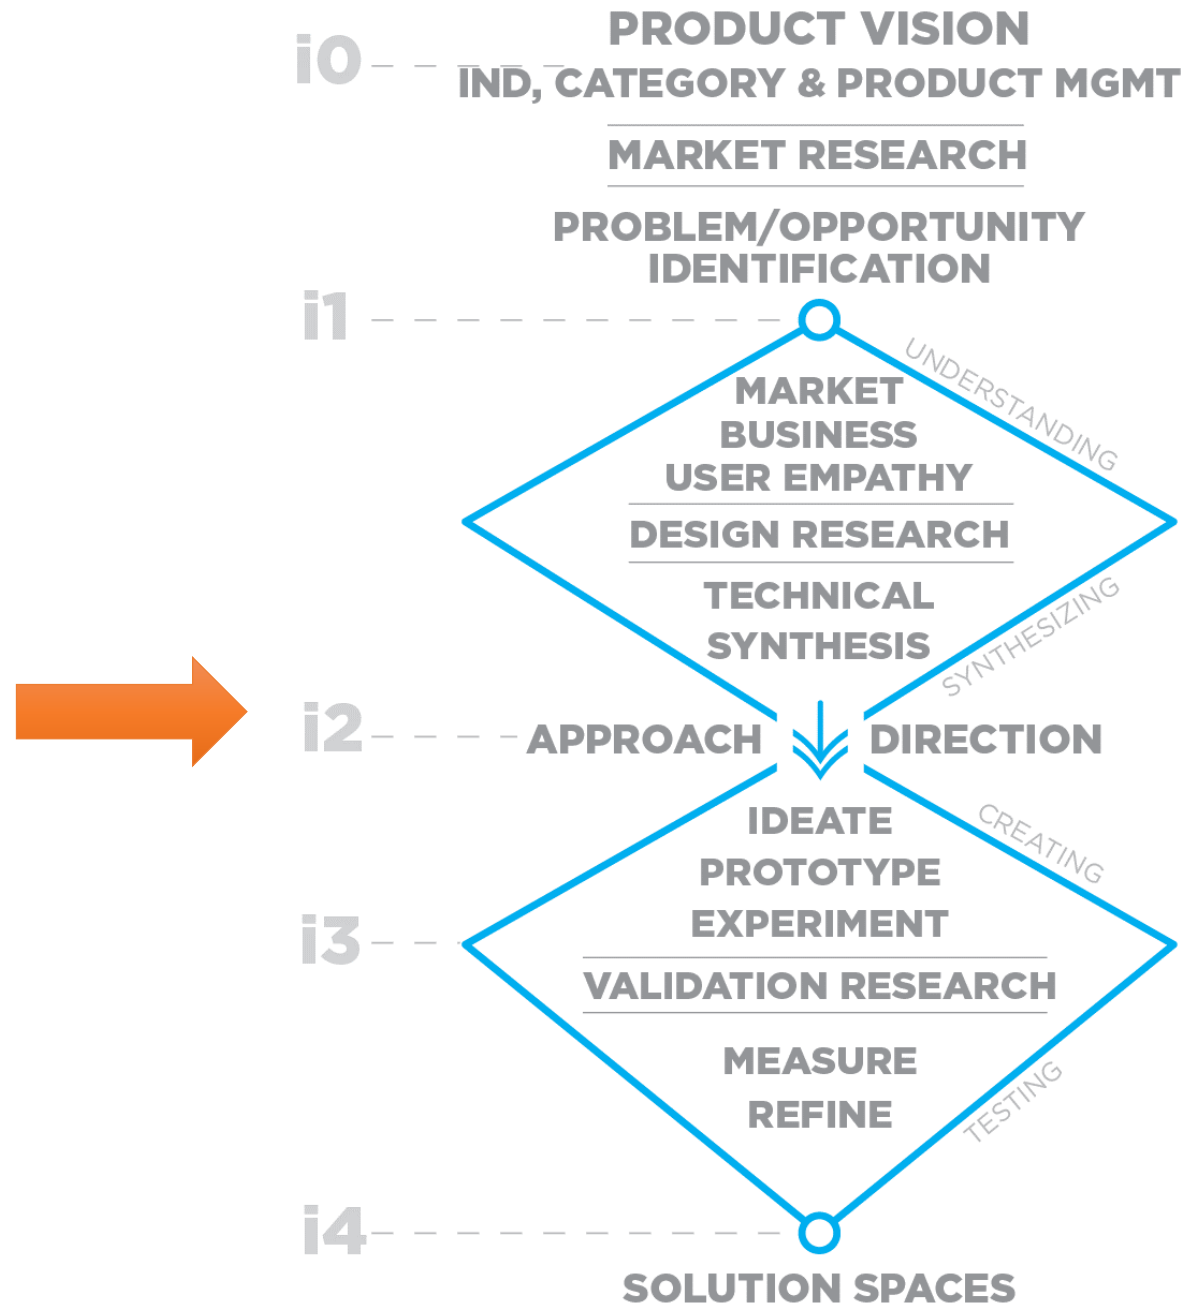 PRODUCT VISION
i0
IND, CATEGORY & PRODUCT MGMT
MARKET RESEARCH
PROBLEM/OPPORTUNITY
IDENTIFICATION
i1
UNDERSTANDING
MARKET
BUSINESS
USER EMPATHY
DESIGN RESEARCH
TECHNICAL
SYNTHESIS
SYNTHESIZING
i2
APPROACH
DIRECTION
IDEATE
CREATING
PROTOTYPE
EXPERIMENT
i3
VALIDATION RESEARCH
MEASURE
REFINE
TESTING
i4
SOLUTION SPACES